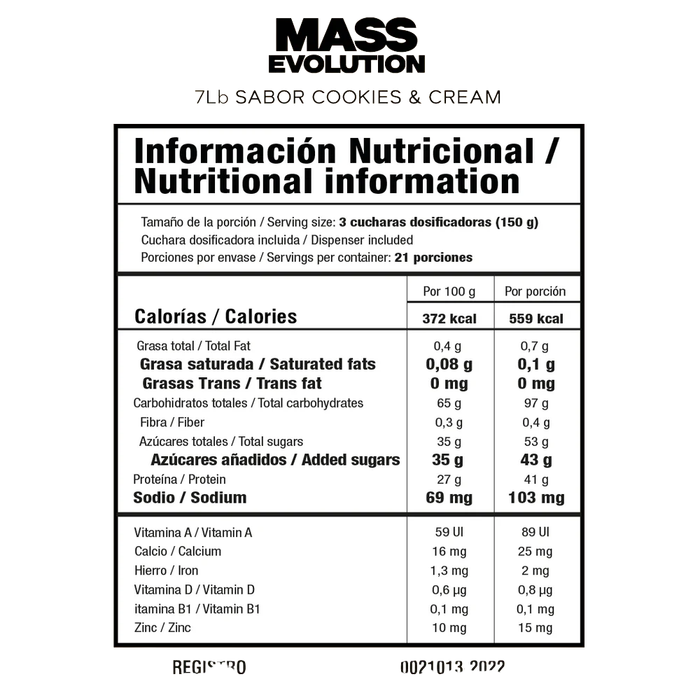 MASS
EVOLUTION
7Lb SABOR COOKIES & CREAM
Información Nutricional /
Nutritional information
Tamaño de la porción / Serving size: 3 cucharas dosificadoras (150 g)
Cuchara dosificadora incluida / Dispenser included
Porciones por envase / Servings per container: 21 porciones
Por 100 g Por porción
Calorías / Calories 372 kcal 559 kcal
Grasa total / Total Fat 0,4 g 0,7 g
Grasa saturada / Saturated fats 0,08 g 0,1 g
Grasas Trans / Trans fat 0 mg 0 mg
Carbohidratos totales / Total carbohydrates 65 g 97 g
Fibra / Fiber 0,3 g 0,4 g
Azúcares totales / Total sugars 35 g 53 g
Azúcares añadidos / Added sugars 35 g 43 g
Proteína / Protein 27 g 41 g
Sodio / Sodium 69 mg 103 mg
Vitamina A / Vitamin A 59 UI 89 UI
Calcio / Calcium 16 mg 25 mg
Hierro / Iron 1,3 mg 2 mg
Vitamina D / Vitamin D 0,6 µg 0,8 µg
itamina B1 / Vitamin B1 0,1 mg 0,1 mg
Zinc / Zinc 10 mg 15 mg
REGISTRO 0021013 2022